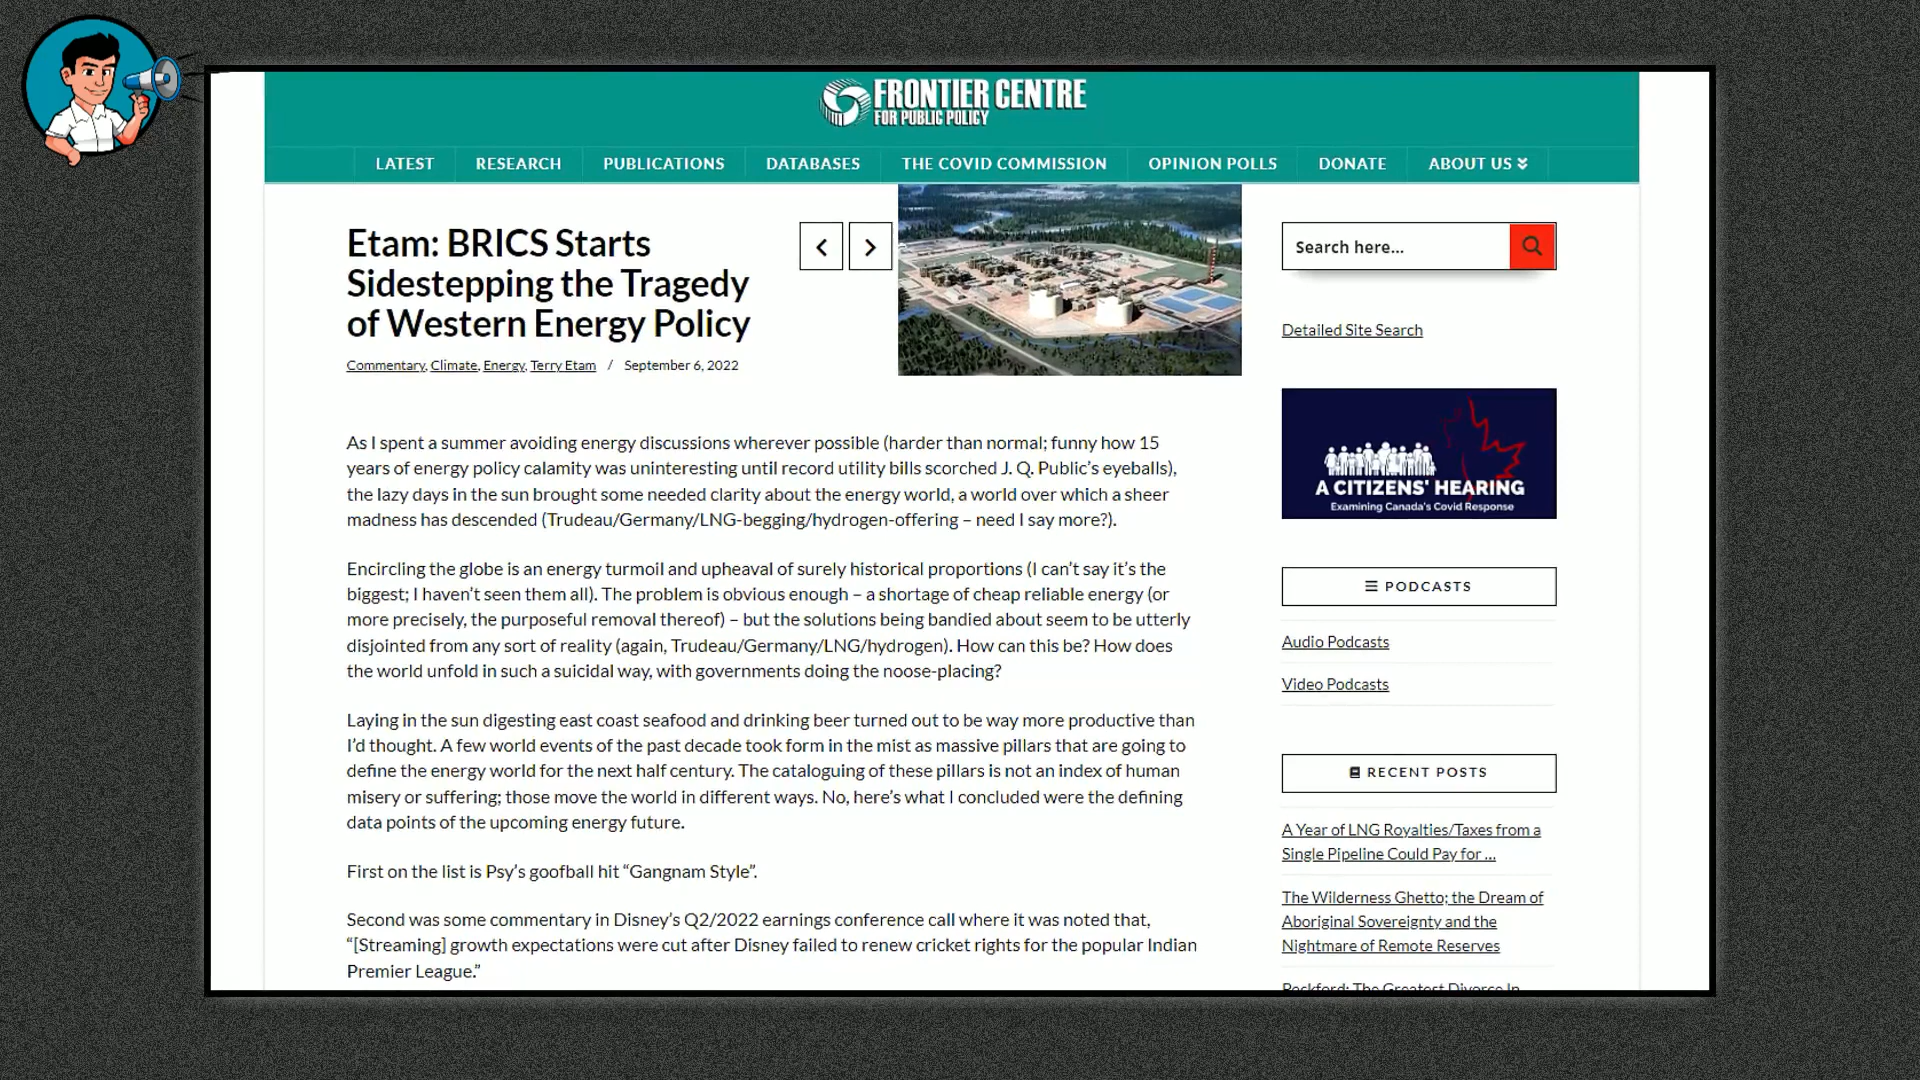 FRONTIER CENTRE
FOR PUBLIC POLICY
LATEST RESEARCH PUBLICATIONS DATABASES THE COVID COMMISSION OPINION POLLS DONATE ABOUT US
Etam: BRICS Starts
Sidestepping the Tragedy
of Western Energy Policy
Commentary, Climate, Energy, Terry Etam / September 6, 2022
As I spent a summer avoiding energy discussions wherever possible (harder than normal; funny how 15
years of energy policy calamity was uninteresting until record utility bills scorched J. Q. Public’s eyeballs),
the lazy days in the sun brought some needed clarity about the energy world, a world over which a sheer
madness has descended (Trudeau/Germany/LNG-begging/hydrogen-offering – need I say more?).
Encircling the globe is an energy turmoil and upheaval of surely historical proportions (I can’t say it’s the
biggest; I haven’t seen them all). The problem is obvious enough – a shortage of cheap reliable energy (or
more precisely, the purposeful removal thereof) – but the solutions being bandied about seem to be utterly
disjointed from any sort of reality (again, Trudeau/Germany/LNG/hydrogen). How can this be? How does
the world unfold in such a suicidal way, with governments doing the noose-placing?
Laying in the sun digesting east coast seafood and drinking beer turned out to be way more productive than
I’d thought. A few world events of the past decade took form in the mist as massive pillars that are going to
define the energy world for the next half century. The cataloguing of these pillars is not an index of human
misery or suffering; those move the world in different ways. No, here’s what I concluded were the defining
data points of the upcoming energy future.
First on the list is Psy’s goofball hit “Gangnam Style”.
Second was some commentary in Disney’s Q2/2022 earnings conference call where it was noted that,
“[Streaming] growth expectations were cut after Disney failed to renew cricket rights for the popular Indian
Premier League.”
Search here...
Detailed Site Search
A CITIZENS' HEARING
Examining Canada's Covid Response
PODCASTS
Audio Podcasts
Video Podcasts
RECENT POSTS
A Year of LNG Royalties/Taxes from a
Single Pipeline Could Pay for ...
The Wilderness Ghetto; the Dream of
Aboriginal Sovereignty and the
Nightmare of Remote Reserves
Peckford: The Greatest Divorce In